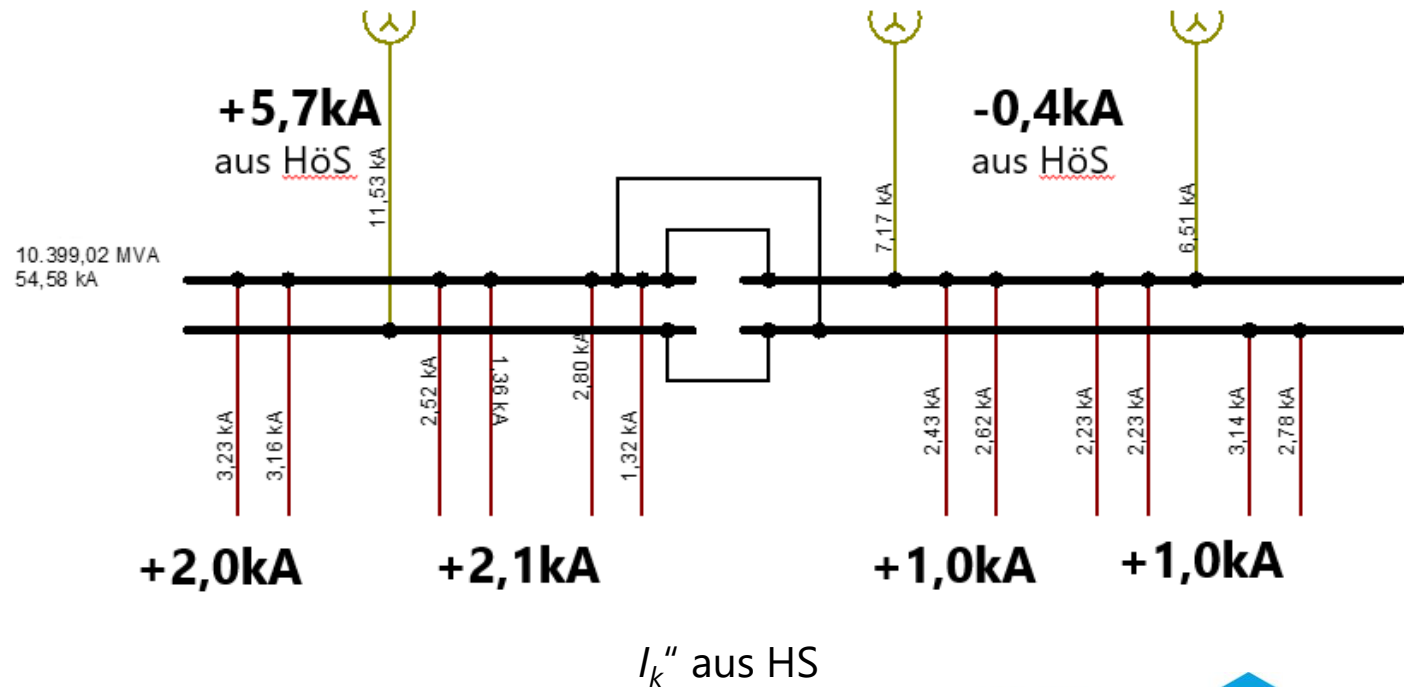 +5,7kA
aus HöS
-0,4kA
aus HöS
11,53 kA
7,17 kA
6,51 kA
10.399,02 MVA
54,58 kA
3,23 kA
3,16 kA
2,52 kA
1,36 kA
2,80 kA
1,32 kA
2,43 kA
2,62 kA
2,23 kA
2,23 kA
3,14 kA
2,78 kA
+2,0kA
+2,1kA
+1,0kA
+1,0kA
Ik“ aus HS